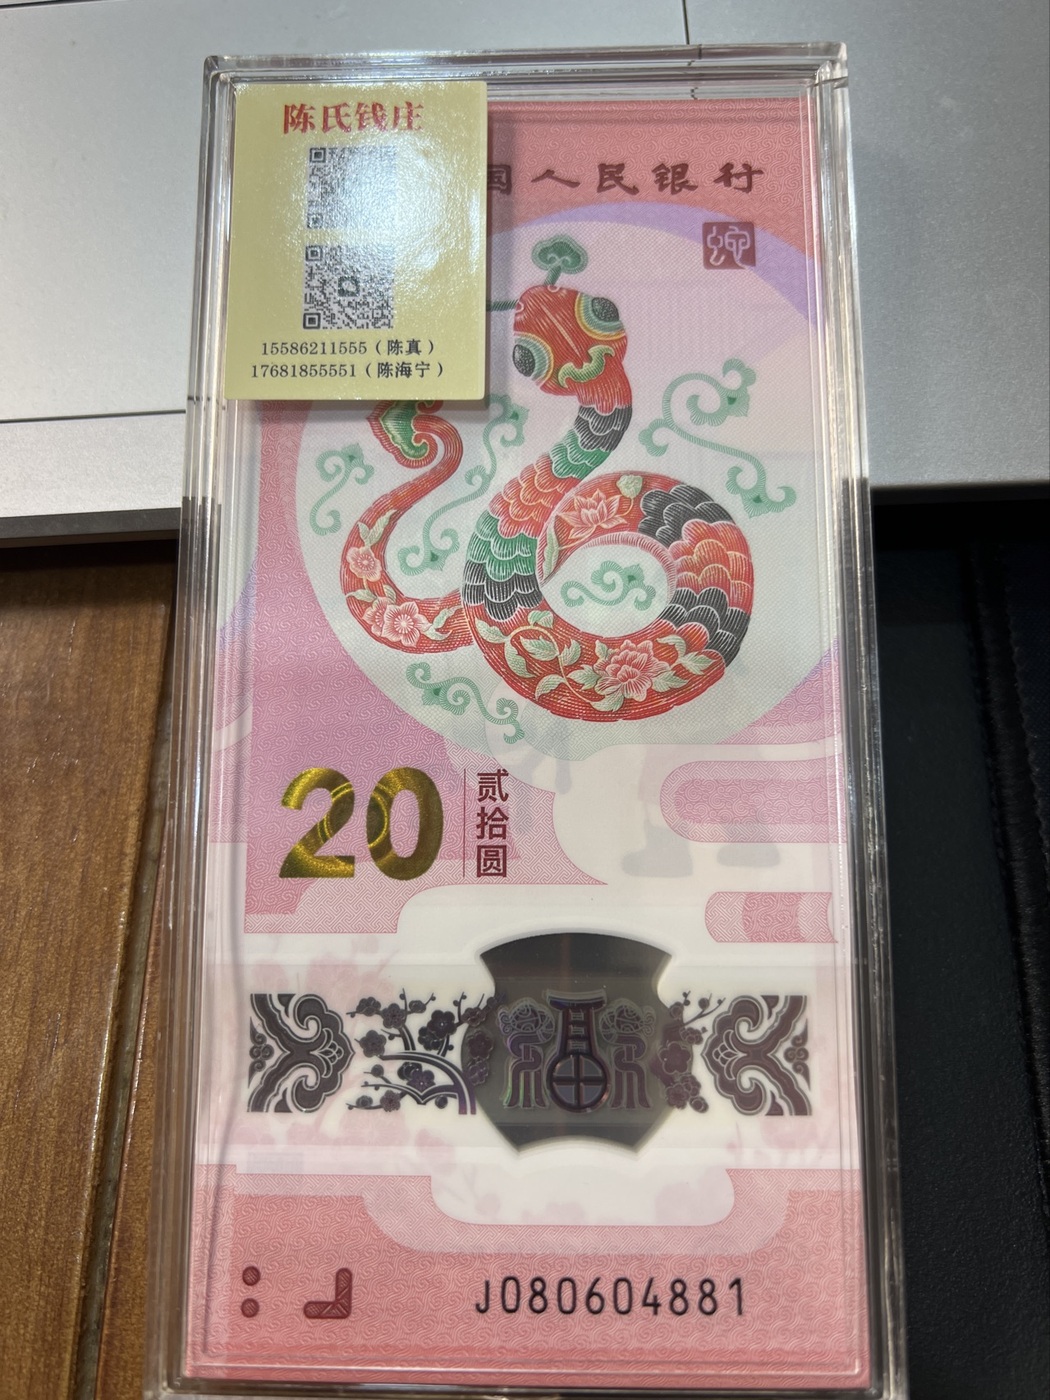 陈氏钱庄
15586211555（陈真）
17681855551（陈海宁）
国人民银行
蛇
20
贰
拾
圆
J080604881